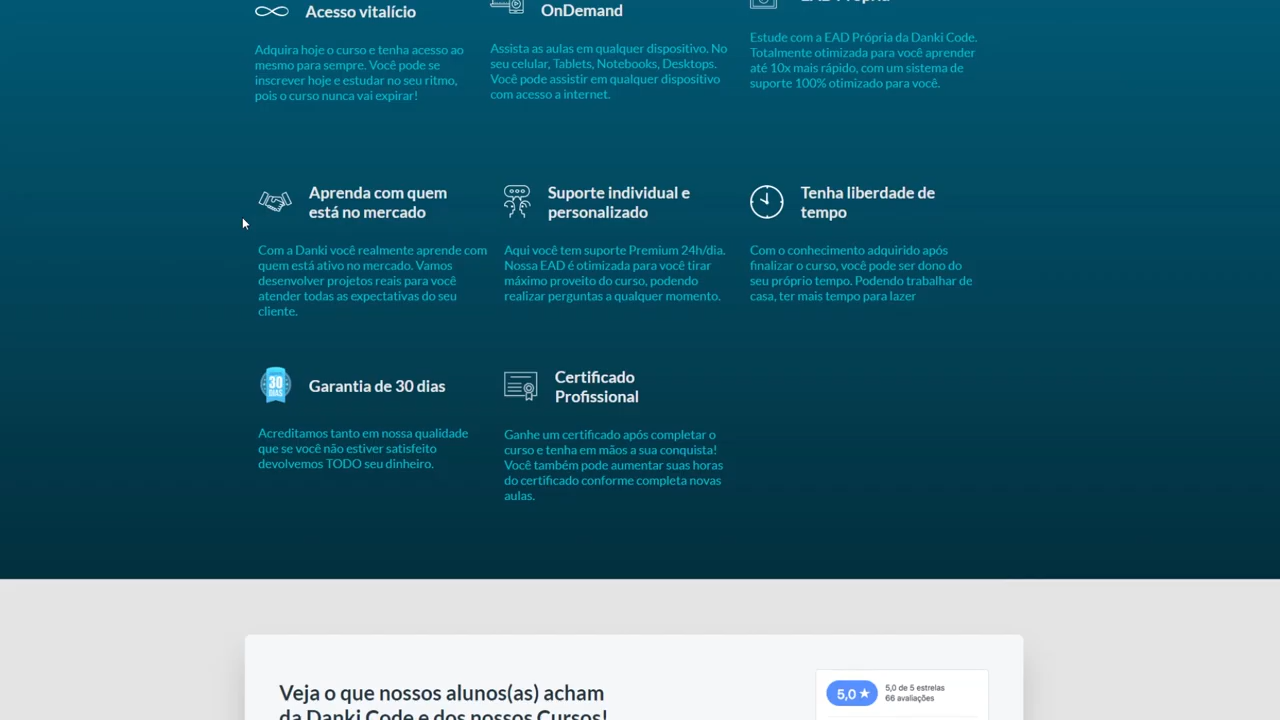 Acesso vitalício
Adquira hoje o curso e tenha acesso ao
mesmo para sempre. Você pode se
inscrever hoje e estudar no seu ritmo,
pois o curso nunca vai expirar!
OnDemand
Assista as aulas em qualquer dispositivo. No
seu celular, Tablets, Notebooks, Desktops.
Você pode assistir em qualquer dispositivo
com acesso a internet.
Estude com a EAD Própria da Danki Code.
Totalmente otimizada para você aprender
até 10x mais rápido, com um sistema de
suporte 100% otimizado para você.
Aprenda com quem
está no mercado
Com a Danki você realmente aprende com
quem está ativo no mercado. Vamos
desenvolver projetos reais para você
atender todas as expectativas do seu
cliente.
Suporte individual e
personalizado
Aqui você tem suporte Premium 24h/dia.
Nossa EAD é otimizada para você tirar
máximo proveito do curso, podendo
realizar perguntas a qualquer momento.
Tenha liberdade de
tempo
Com o conhecimento adquirido após
finalizar o curso, você pode ser dono do
seu próprio tempo. Podendo trabalhar de
casa, ter mais tempo para lazer
30
DIAS
Garantia de 30 dias
Acreditamos tanto em nossa qualidade
que se você não estiver satisfeito
devolvemos TODO seu dinheiro.
Certificado
Profissional
Ganhe um certificado após completar o
curso e tenha em mãos a sua conquista!
Você também pode aumentar suas horas
do certificado conforme completa novas
aulas.
Veja o que nossos alunos(as) acham
da Danki Code e dos nossos Cursos!
5,0 ★
5,0 de 5 estrelas
66 avaliações